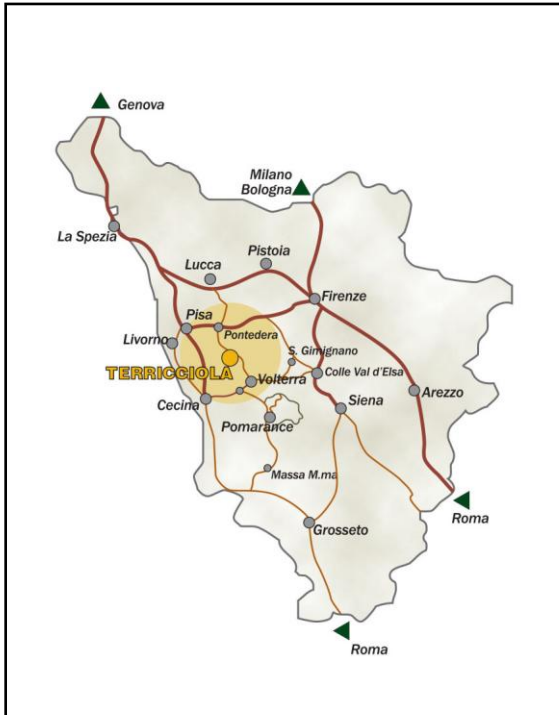 Genova
Milano
Bologna
La Spezia
Lucca
Pistoia
Firenze
Pisa
Pontedera
Livorno
S. Gimignano
TERRICCIOLA
Volterra
Colle Val d'Elsa
Arezzo
Cecina
Siena
Pomarance
Massa M.ma
Roma
Grosseto
Roma